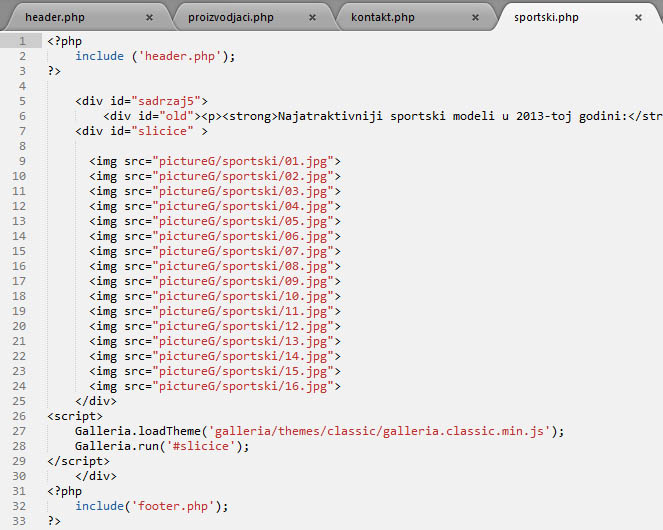 header.php × proizvodjaci.php × kontakt.php × sportski.php ×
1 <?php
2 include ('header.php');
3 ?>
4
5 <div id="sadrzaj5">
6 <div id="old"><p><strong>Najatraktivniji sportski modeli u 2013-toj godini:</str
7 <div id="slicice" >
8
9 <img src="pictureG/sportski/01.jpg">
10 <img src="pictureG/sportski/02.jpg">
11 <img src="pictureG/sportski/03.jpg">
12 <img src="pictureG/sportski/04.jpg">
13 <img src="pictureG/sportski/05.jpg">
14 <img src="pictureG/sportski/06.jpg">
15 <img src="pictureG/sportski/07.jpg">
16 <img src="pictureG/sportski/08.jpg">
17 <img src="pictureG/sportski/09.jpg">
18 <img src="pictureG/sportski/10.jpg">
19 <img src="pictureG/sportski/11.jpg">
20 <img src="pictureG/sportski/12.jpg">
21 <img src="pictureG/sportski/13.jpg">
22 <img src="pictureG/sportski/14.jpg">
23 <img src="pictureG/sportski/15.jpg">
24 <img src="pictureG/sportski/16.jpg">
25 </div>
26 <script>
27 Galleria.loadTheme('galleria/themes/classic/galleria.classic.min.js');
28 Galleria.run('#slicice');
29 </script>
30 </div>
31 <?php
32 include('footer.php');
33 ?>